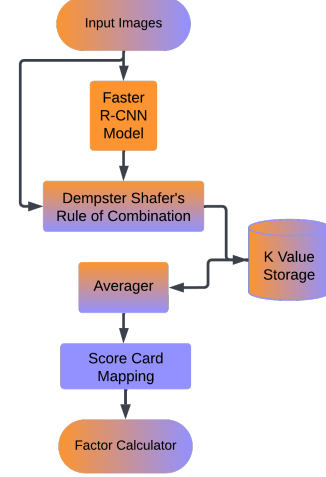 Input Images
Faster
R-CNN
Model
Dempster Shafer's
Rule of Combination
K Value
Storage
Averager
Score Card
Mapping
Factor Calculator